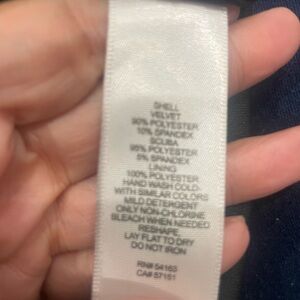 SHELL
VELVET
90% POLYESTER
10% SPANDEX
SCUBA
95% POLYESTER
5% SPANDEX
LINING
100% POLYESTER
HAND WASH COLD-
WITH SIMILAR COLORS
MILD DETERGENT
ONLY NON-CHLORINE
BLEACH WHEN NEEDED
RESHAPE,
LAY FLAT TO DRY
DO NOT IRON
RN# 54163
CA# 57151